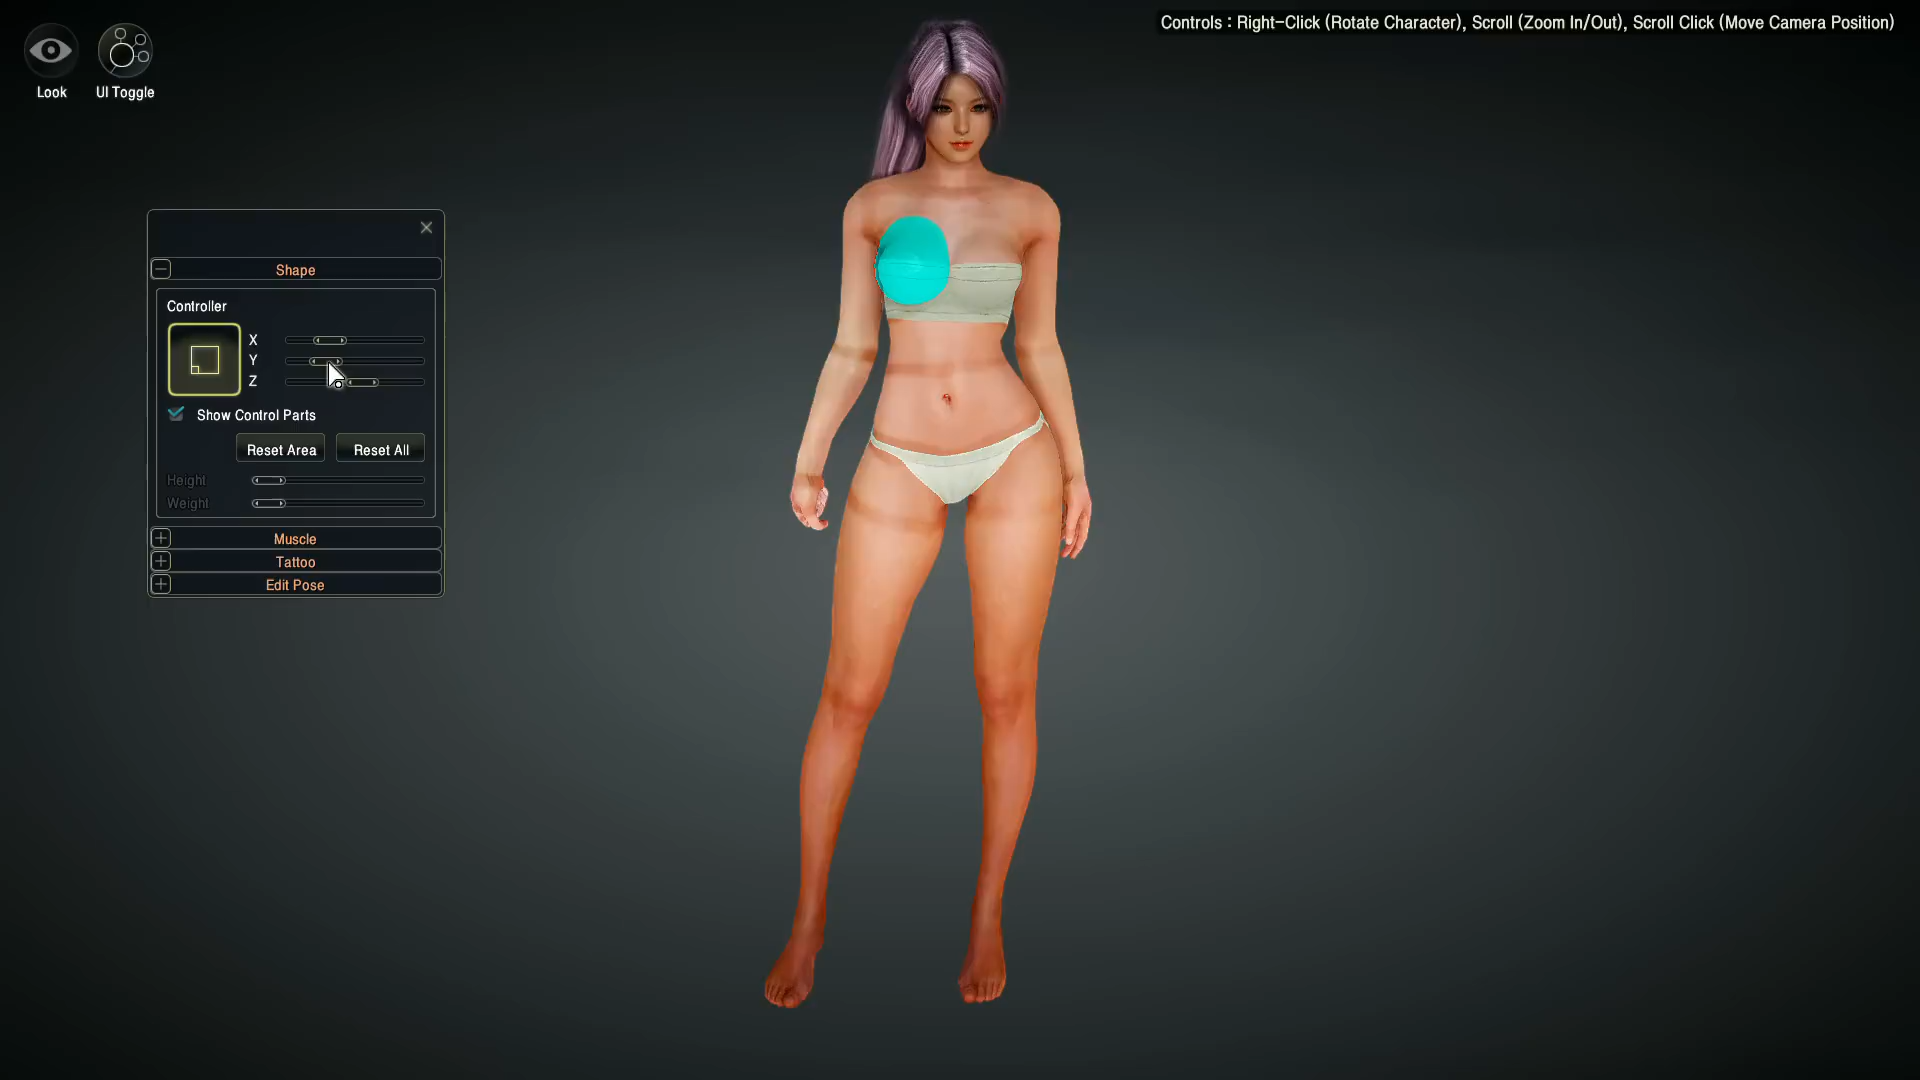 Controls : Right-Click (Rotate Character), Scroll (Zoom In/Out), Scroll Click (Move Camera Position)
Look
UI Toggle
Shape
Controller
X
Y
Z
Show Control Parts
Reset Area
Reset All
Height
Weight
Muscle
Tattoo
Edit Pose